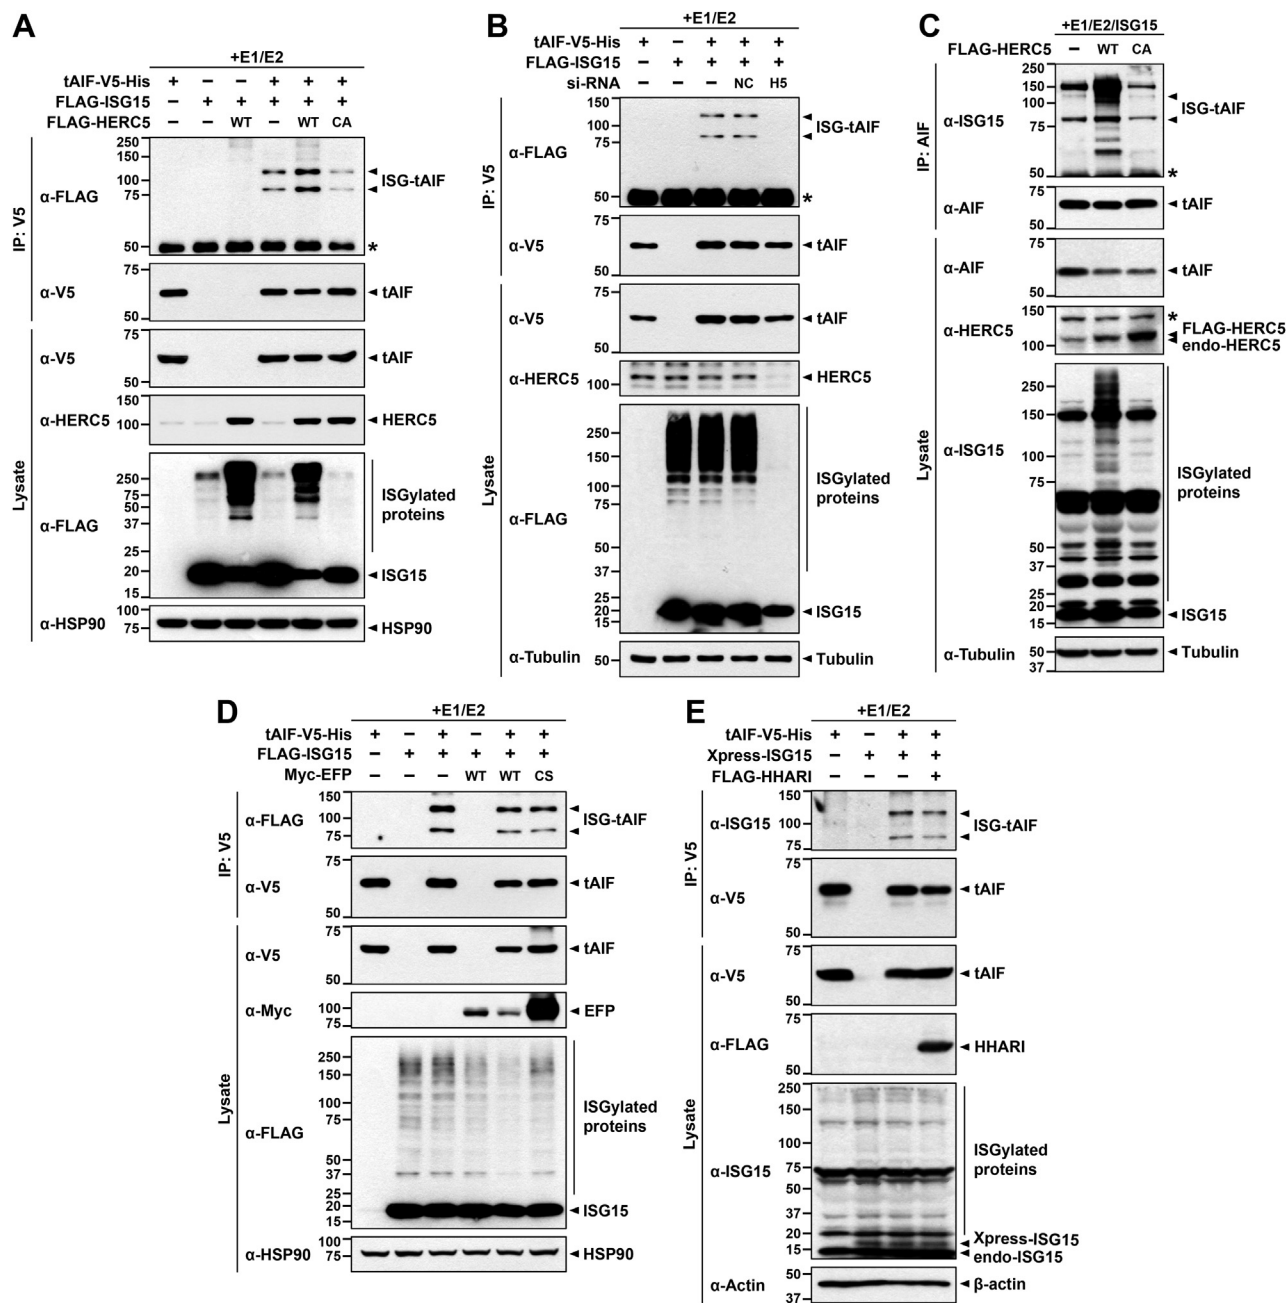 A
+E1/E2
tAIF-V5-His + − − + + +
FLAG-ISG15 − + + + + +
FLAG-HERC5 − − WT − WT CA
IP: V5
α-FLAG
250
150
100
75
50
ISG-tAIF
*
α-V5
75
50
tAIF
Lysate
α-V5
75
50
tAIF
α-HERC5
150
100
HERC5
α-FLAG
250
75
50
37
25
20
15
ISGylated
proteins
ISG15
α-HSP90
100
75
HSP90
B
+E1/E2
tAIF-V5-His + − + + +
FLAG-ISG15 − + + + +
si-RNA − − − NC H5
IP: V5
α-FLAG
150
100
75
50
ISG-tAIF
*
α-V5
75
50
tAIF
Lysate
α-V5
75
50
tAIF
α-HERC5
100
HERC5
α-FLAG
250
150
100
75
50
37
25
20
15
ISGylated
proteins
ISG15
α-Tubulin
50
Tubulin
C
+E1/E2/ISG15
FLAG-HERC5 − WT CA
IP: AIF
α-ISG15
250
150
100
75
50
ISG-tAIF
*
α-AIF
75
50
tAIF
Lysate
α-AIF
75
50
tAIF
α-HERC5
150
100
*
FLAG-HERC5
endo-HERC5
α-ISG15
250
150
75
50
37
25
20
15
ISGylated
proteins
ISG15
α-Tubulin
50
37
Tubulin
D
+E1/E2
tAIF-V5-His + − + − + +
FLAG-ISG15 − + + + + +
Myc-EFP − − − WT WT CS
IP: V5
α-FLAG
150
100
75
ISG-tAIF
α-V5
75
50
tAIF
Lysate
α-V5
75
50
tAIF
α-Myc
100
75
EFP
α-FLAG
250
150
100
75
50
37
25
20
15
ISGylated
proteins
ISG15
α-HSP90
100
75
HSP90
E
+E1/E2
tAIF-V5-His + − + +
Xpress-ISG15 − + + +
FLAG-HHARI − − − +
IP: V5
α-ISG15
150
100
75
ISG-tAIF
α-V5
75
50
tAIF
Lysate
α-V5
75
50
tAIF
α-FLAG
75
50
HHARI
α-ISG15
250
150
100
75
50
37
20
15
ISGylated
proteins
Xpress-ISG15
endo-ISG15
α-Actin
50
37
β-actin